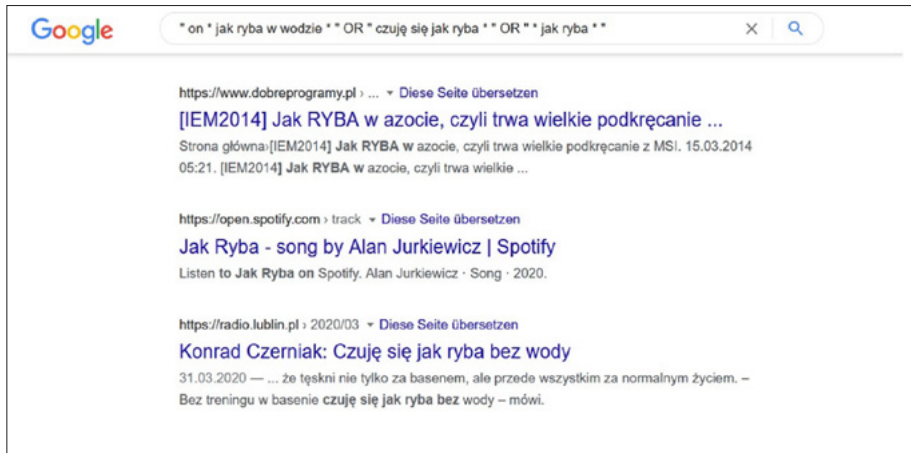 Google
" on * jak ryba w wodzie * " OR " czuję się jak ryba * " OR " * jak ryba * "
https://www.dobreprogramy.pl › ... ▾ Diese Seite übersetzen
[IEM2014] Jak RYBA w azocie, czyli trwa wielkie podkręcanie ...
Strona główna›[IEM2014] Jak RYBA w azocie, czyli trwa wielkie podkręcanie z MSI. 15.03.2014
05:21. [IEM2014] Jak RYBA w azocie, czyli trwa wielkie ...
https://open.spotify.com › track ▾ Diese Seite übersetzen
Jak Ryba - song by Alan Jurkiewicz | Spotify
Listen to Jak Ryba on Spotify. Alan Jurkiewicz · Song · 2020.
https://radio.lublin.pl › 2020/03 ▾ Diese Seite übersetzen
Konrad Czerniak: Czuję się jak ryba bez wody
31.03.2020 — ... że tęskni nie tylko za basenem, ale przede wszystkim za normalnym życiem. –
Bez treningu w basenie czuję się jak ryba bez wody – mówi.